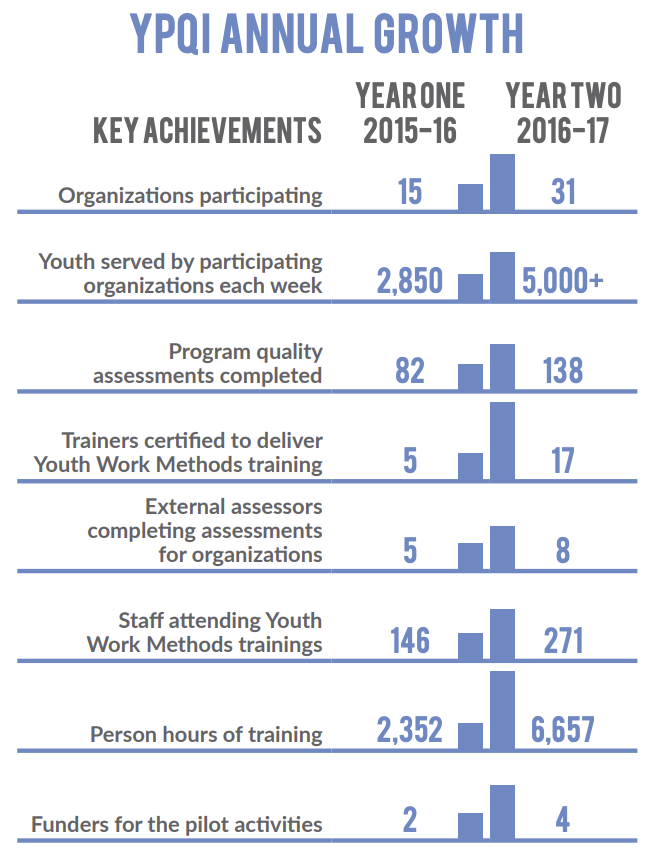 YPQI ANNUAL GROWTH
KEY ACHIEVEMENTS
YEAR ONE
2015–16
YEAR TWO
2016–17
Organizations participating
15
31
Youth served by participating
organizations each week
2,850
5,000+
Program quality
assessments completed
82
138
Trainers certified to deliver
Youth Work Methods training
5
17
External assessors
completing assessments
for organizations
5
8
Staff attending Youth
Work Methods trainings
146
271
Person hours of training
2,352
6,657
Funders for the pilot activities
2
4